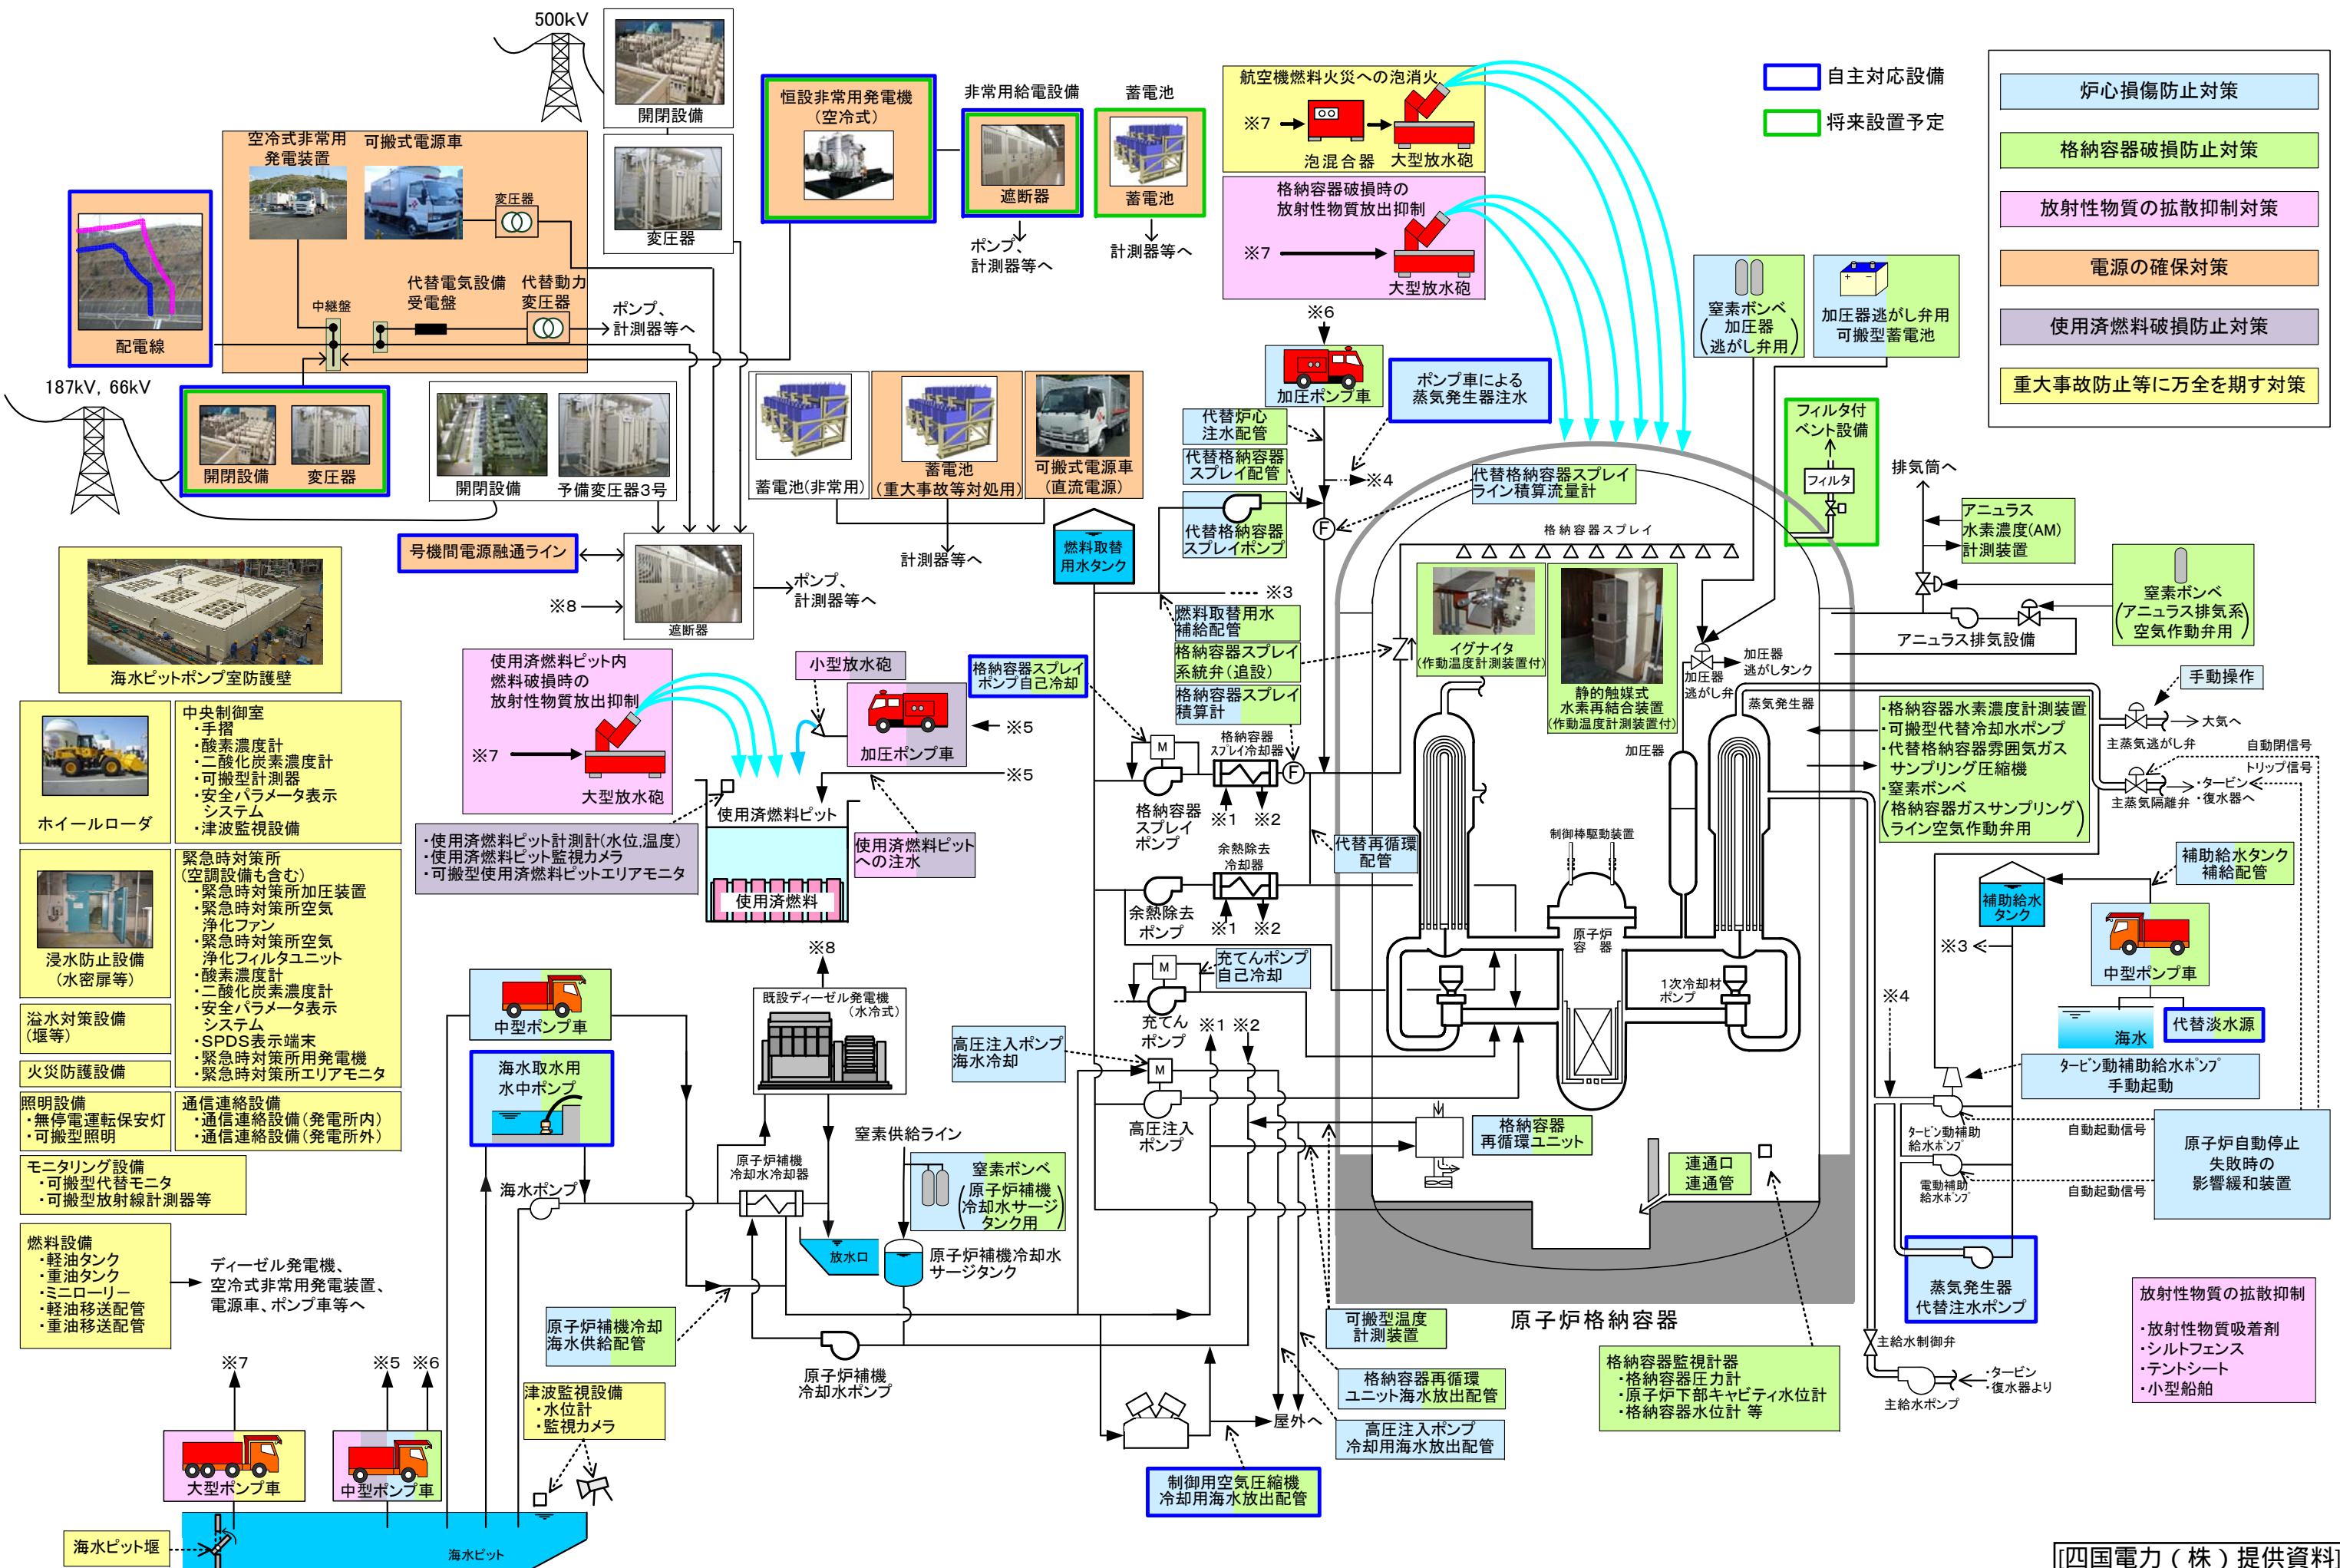 500kV
開閉設備
変圧器
空冷式非常用
発電装置
可搬式電源車
変圧器
中継盤
代替電気設備
受電盤
代替動力
変圧器
ポンプ、
計測器等へ
配電線
187kV, 66kV
開閉設備
変圧器
開閉設備
予備変圧器3号
恒設非常用発電機
(空冷式)
非常用給電設備
遮断器
ポンプ、
計測器等へ
蓄電池
蓄電池
計測器等へ
航空機燃料火災への泡消火
※7
泡混合器
大型放水砲
格納容器破損時の
放射性物質放出抑制
※7
大型放水砲
自主対応設備
将来設置予定
炉心損傷防止対策
格納容器破損防止対策
放射性物質の拡散抑制対策
電源の確保対策
使用済燃料破損防止対策
重大事故防止等に万全を期す対策
蓄電池(非常用)
蓄電池
(重大事故等対処用)
可搬式電源車
(直流電源)
計測器等へ
号機間電源融通ライン
※8
遮断器
ポンプ、
計測器等へ
※6
加圧ポンプ車
ポンプ車による
蒸気発生器注水
代替炉心
注水配管
代替格納容器
スプレイ配管
※4
代替格納容器
スプレイポンプ
F
代替格納容器スプレイ
ライン積算流量計
窒素ボンベ
(加圧器
逃がし弁用)
加圧器逃がし弁用
可搬型蓄電池
フィルタ付
ベント設備
フィルタ
排気筒へ
アニュラス
水素濃度(AM)
計測装置
窒素ボンベ
(アニュラス排気系
空気作動弁用)
アニュラス排気設備
燃料取替
用水タンク
※3
燃料取替用水
補給配管
格納容器スプレイ
系統弁(追設)
格納容器スプレイ
積算計
格納容器スプレイ
イグナイタ
(作動温度計測装置付)
静的触媒式
水素再結合装置
(作動温度計測装置付)
加圧器
逃がしタンク
加圧器
逃がし弁
蒸気発生器
加圧器
手動操作
大気へ
主蒸気逃がし弁
自動閉信号
トリップ信号
・タービン
・復水器へ
主蒸気隔離弁
・格納容器水素濃度計測装置
・可搬型代替冷却水ポンプ
・代替格納容器雰囲気ガス
サンプリング圧縮機
・窒素ボンベ
(格納容器ガスサンプリング
ライン空気作動弁用)
海水ピットポンプ室防護壁
ホイールローダ
中央制御室
・手摺
・酸素濃度計
・二酸化炭素濃度計
・可搬型計測器
・安全パラメータ表示
システム
・津波監視設備
浸水防止設備
(水密扉等)
緊急時対策所
(空調設備も含む)
・緊急時対策所加圧装置
・緊急時対策所空気
浄化ファン
・緊急時対策所空気
浄化フィルタユニット
・酸素濃度計
・二酸化炭素濃度計
・安全パラメータ表示
システム
・SPDS表示端末
・緊急時対策所用発電機
・緊急時対策所エリアモニタ
溢水対策設備
(堰等)
火災防護設備
照明設備
・無停電運転保安灯
・可搬型照明
通信連絡設備
・通信連絡設備(発電所内)
・通信連絡設備(発電所外)
モニタリング設備
・可搬型代替モニタ
・可搬型放射線計測器等
燃料設備
・軽油タンク
・重油タンク
・ミニローリー
・軽油移送配管
・重油移送配管
ディーゼル発電機、
空冷式非常用発電装置、
電源車、ポンプ車等へ
使用済燃料ピット内
燃料破損時の
放射性物質放出抑制
※7
大型放水砲
小型放水砲
加圧ポンプ車
※5
※5
使用済燃料ピット
使用済燃料
使用済燃料ピット
への注水
・使用済燃料ピット計測計(水位,温度)
・使用済燃料ピット監視カメラ
・可搬型使用済燃料ピットエリアモニタ
格納容器スプレイ
ポンプ自己冷却
M
格納容器
スプレイ冷却器
F
格納容器
スプレイ
ポンプ
※1
※2
代替再循環
配管
余熱除去
冷却器
余熱除去
ポンプ
※1
※2
充てんポンプ
自己冷却
M
充てん
ポンプ
※1
※2
高圧注入ポンプ
海水冷却
M
高圧注入
ポンプ
制御棒駆動装置
原子炉
容器
1次冷却材
ポンプ
格納容器
再循環ユニット
連通口
連通管
原子炉格納容器
補助給水タンク
補給配管
補助給水
タンク
※3
中型ポンプ車
海水
代替淡水源
※4
タービン動補助給水ポンプ
手動起動
タービン動補助
給水ポンプ
自動起動信号
電動補助
給水ポンプ
自動起動信号
原子炉自動停止
失敗時の
影響緩和装置
蒸気発生器
代替注水ポンプ
主給水制御弁
主給水ポンプ
・タービン
・復水器より
放射性物質の拡散抑制
・放射性物質吸着剤
・シルトフェンス
・テントシート
・小型船舶
※8
既設ディーゼル発電機
(水冷式)
中型ポンプ車
海水取水用
水中ポンプ
海水ポンプ
原子炉補機
冷却水冷却器
窒素供給ライン
窒素ボンベ
(原子炉補機
冷却水サージ
タンク用)
放水口
原子炉補機冷却水
サージタンク
原子炉補機冷却
海水供給配管
原子炉補機
冷却水ポンプ
可搬型温度
計測装置
格納容器再循環
ユニット海水放出配管
屋外へ
高圧注入ポンプ
冷却用海水放出配管
制御用空気圧縮機
冷却用海水放出配管
格納容器監視計器
・格納容器圧力計
・原子炉下部キャビティ水位計
・格納容器水位計 等
津波監視設備
・水位計
・監視カメラ
※7
※5
※6
大型ポンプ車
中型ポンプ車
海水ピット堰
海水ピット
[四国電力(株)提供資料]